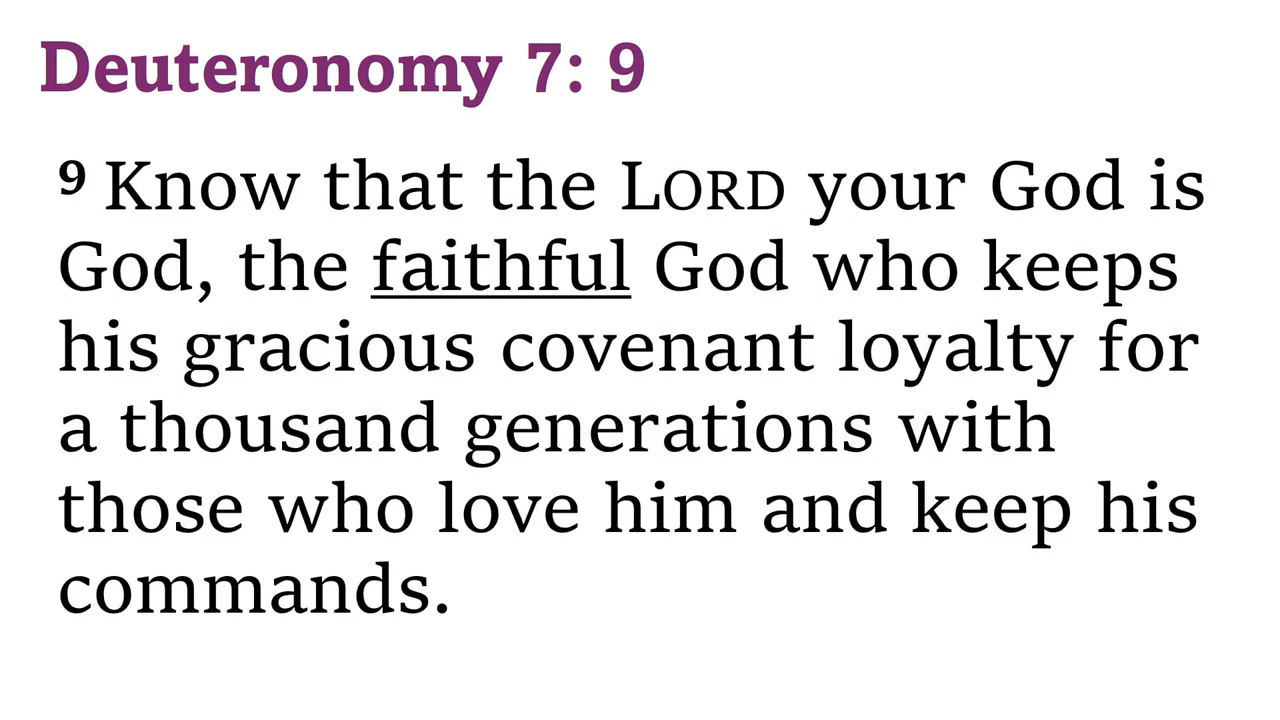 Deuteronomy 7: 9
9 Know that the LORD your God is
God, the faithful God who keeps
his gracious covenant loyalty for
a thousand generations with
those who love him and keep his
commands.